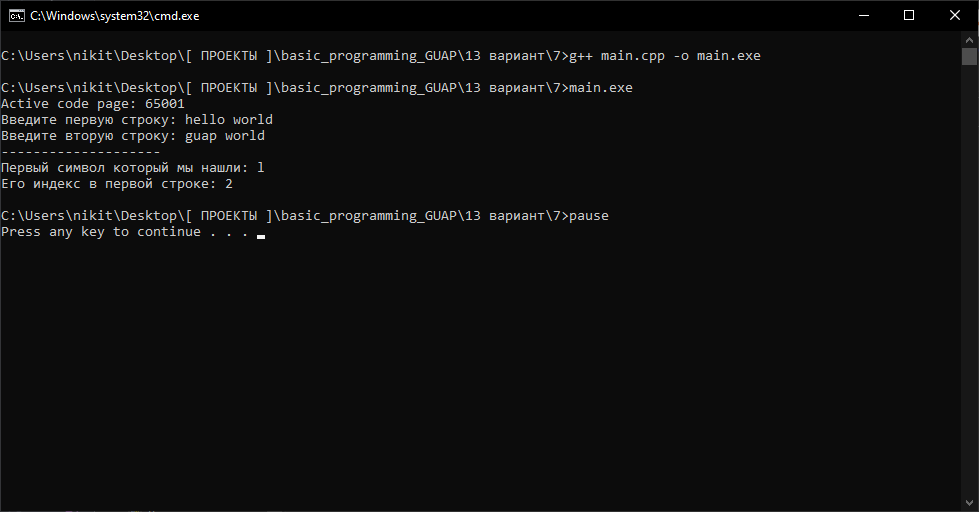 C:\Windows\system32\cmd.exe
C:\Users\nikit\Desktop\[ ПРОЕКТЫ ]\basic_programming_GUAP\13 вариант\7>g++ main.cpp -o main.exe
C:\Users\nikit\Desktop\[ ПРОЕКТЫ ]\basic_programming_GUAP\13 вариант\7>main.exe
Active code page: 65001
Введите первую строку: hello world
Введите вторую строку: guap world
--------------------
Первый символ который мы нашли: l
Его индекс в первой строке: 2
C:\Users\nikit\Desktop\[ ПРОЕКТЫ ]\basic_programming_GUAP\13 вариант\7>pause
Press any key to continue . . .